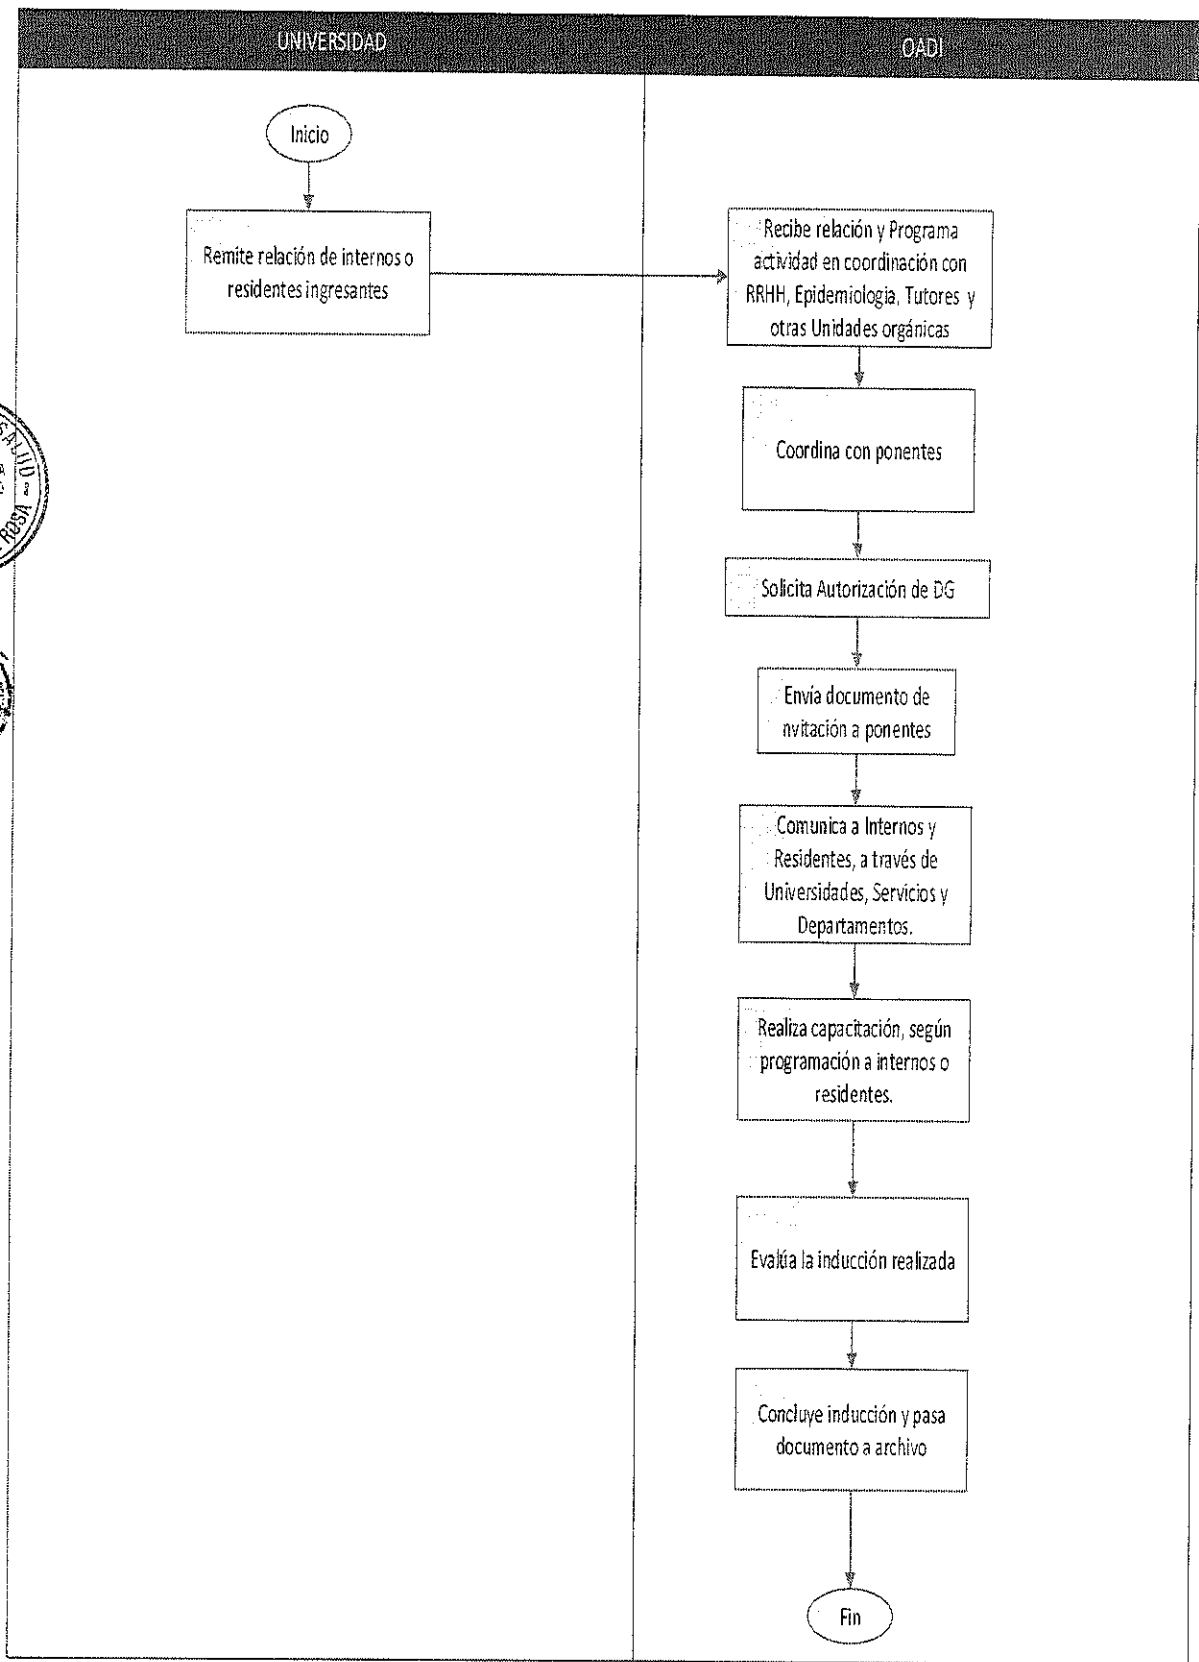 UNIVERSIDAD
OADI
Inicio
Remite relación de internos o
residentes ingresantes
Recibe relación y Programa
actividad en coordinación con
RRHH, Epidemiologia, Tutores y
otras Unidades orgánicas
Coordina con ponentes
Solicita Autorización de DG
Envía documento de
nvitación a ponentes
Comunica a Internos y
Residentes, a través de
Universidades, Servicios y
Departamentos.
Realiza capacitación, según
programación a internos o
residentes.
Evalúa la inducción realizada
Concluye inducción y pasa
documento a archivo
Fin
SALUD -
ROSA